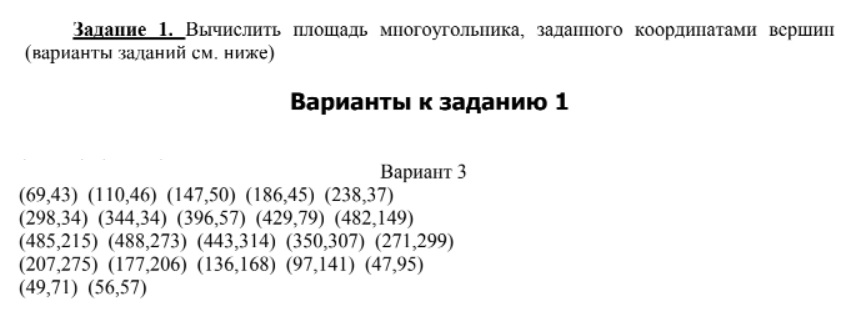 Задание 1. Вычислить площадь многоугольника, заданного координатами вершин
(варианты заданий см. ниже)
Варианты к заданию 1
Вариант 3
(69,43) (110,46) (147,50) (186,45) (238,37)
(298,34) (344,34) (396,57) (429,79) (482,149)
(485,215) (488,273) (443,314) (350,307) (271,299)
(207,275) (177,206) (136,168) (97,141) (47,95)
(49,71) (56,57)